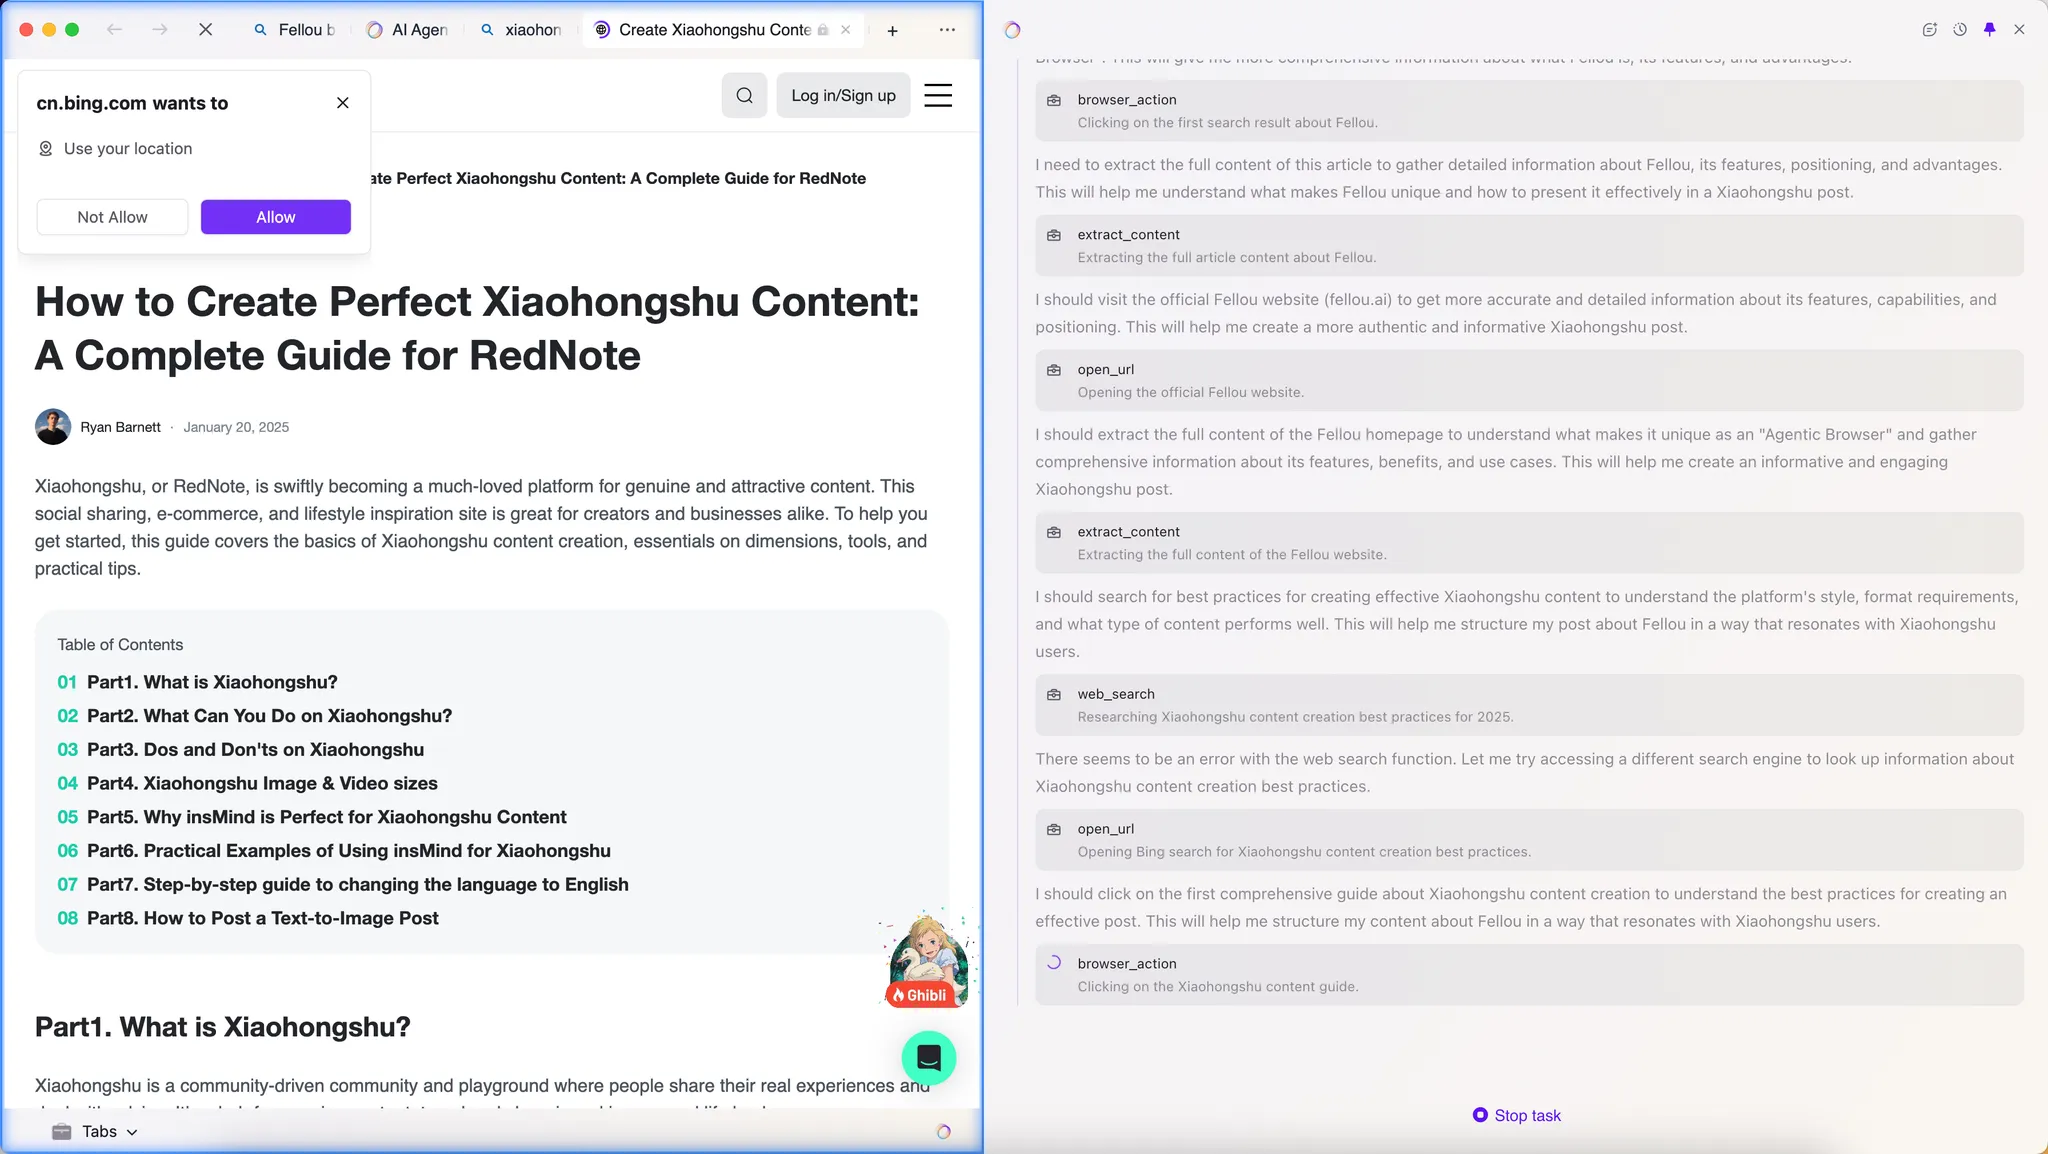 Fellou b
AI Agen
xiaohon
Create Xiaohongshu Conte
cn.bing.com wants to
Use your location
Not Allow
Allow
Log in/Sign up
ate Perfect Xiaohongshu Content: A Complete Guide for RedNote
How to Create Perfect Xiaohongshu Content:
A Complete Guide for RedNote
Ryan Barnett · January 20, 2025
Xiaohongshu, or RedNote, is swiftly becoming a much-loved platform for genuine and attractive content. This
social sharing, e-commerce, and lifestyle inspiration site is great for creators and businesses alike. To help you
get started, this guide covers the basics of Xiaohongshu content creation, essentials on dimensions, tools, and
practical tips.
Table of Contents
01 Part1. What is Xiaohongshu?
02 Part2. What Can You Do on Xiaohongshu?
03 Part3. Dos and Don'ts on Xiaohongshu
04 Part4. Xiaohongshu Image & Video sizes
05 Part5. Why insMind is Perfect for Xiaohongshu Content
06 Part6. Practical Examples of Using insMind for Xiaohongshu
07 Part7. Step-by-step guide to changing the language to English
08 Part8. How to Post a Text-to-Image Post
Ghibli
Part1. What is Xiaohongshu?
Xiaohongshu is a community-driven community and playground where people share their real experiences and
Tabs
Browser". This will give me more comprehensive information about what Fellou is, its features, and advantages.
browser_action
Clicking on the first search result about Fellou.
I need to extract the full content of this article to gather detailed information about Fellou, its features, positioning, and advantages.
This will help me understand what makes Fellou unique and how to present it effectively in a Xiaohongshu post.
extract_content
Extracting the full article content about Fellou.
I should visit the official Fellou website (fellou.ai) to get more accurate and detailed information about its features, capabilities, and
positioning. This will help me create a more authentic and informative Xiaohongshu post.
open_url
Opening the official Fellou website.
I should extract the full content of the Fellou homepage to understand what makes it unique as an "Agentic Browser" and gather
comprehensive information about its features, benefits, and use cases. This will help me create an informative and engaging
Xiaohongshu post.
extract_content
Extracting the full content of the Fellou website.
I should search for best practices for creating effective Xiaohongshu content to understand the platform's style, format requirements,
and what type of content performs well. This will help me structure my post about Fellou in a way that resonates with Xiaohongshu
users.
web_search
Researching Xiaohongshu content creation best practices for 2025.
There seems to be an error with the web search function. Let me try accessing a different search engine to look up information about
Xiaohongshu content creation best practices.
open_url
Opening Bing search for Xiaohongshu content creation best practices.
I should click on the first comprehensive guide about Xiaohongshu content creation to understand the best practices for creating an
effective post. This will help me structure my content about Fellou in a way that resonates with Xiaohongshu users.
browser_action
Clicking on the Xiaohongshu content guide.
Stop task